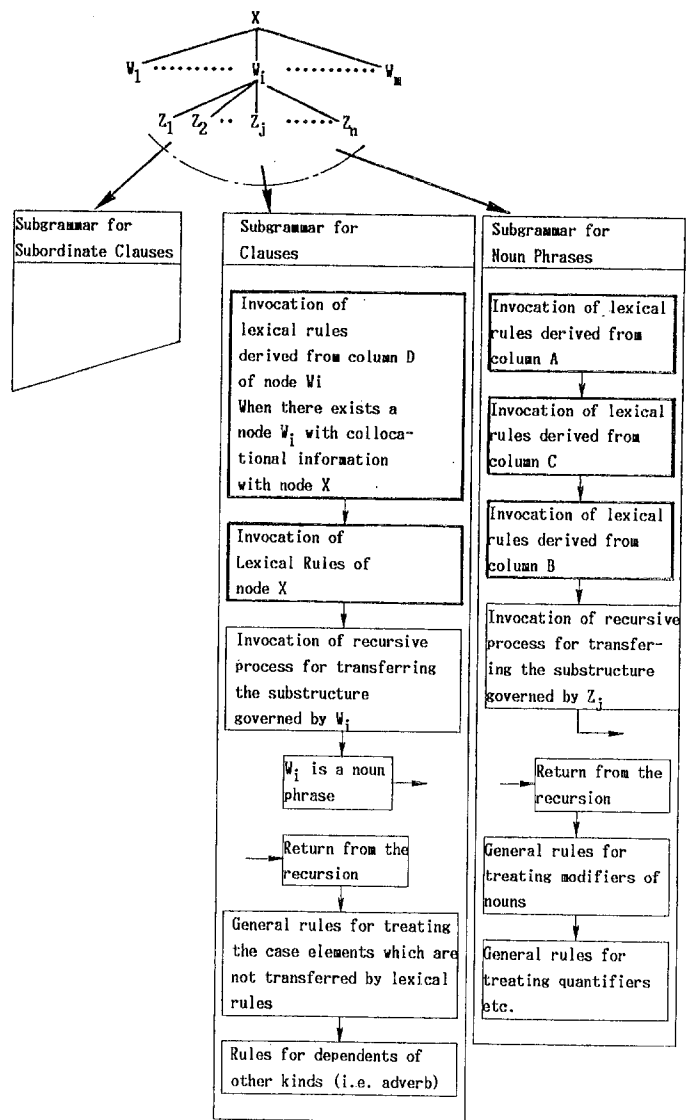 X
W1 ........ Wi ........ Wm
Z1 Z2 .. Zj ...... Zn
Subgrammar for
Subordinate Clauses
Subgrammar for
Clauses
Invocation of
lexical rules
derived from column D
of node Wi
When there exists a
node Wi with colloca-
tional information
with node X
Invocation of
Lexical Rules of
node X
Invocation of recursive
process for transferring
the substructure
governed by Wi
Wi is a noun
phrase
Return from the
recursion
General rules for treating
the case elements which are
not transferred by lexical
rules
Rules for dependents of
other kinds (i.e. adverb)
Subgrammar for
Noun Phrases
Invocation of lexical
rules derived from
column A
Invocation of lexical
rules derived from
column C
Invocation of lexical
rules derived from
column B
Invocation of recursive
process for transfer-
ing the substructure
governed by Zj
Return from the
recursion
General rules for
treating modifiers of
nouns
General rules for
treating quantifiers
etc.